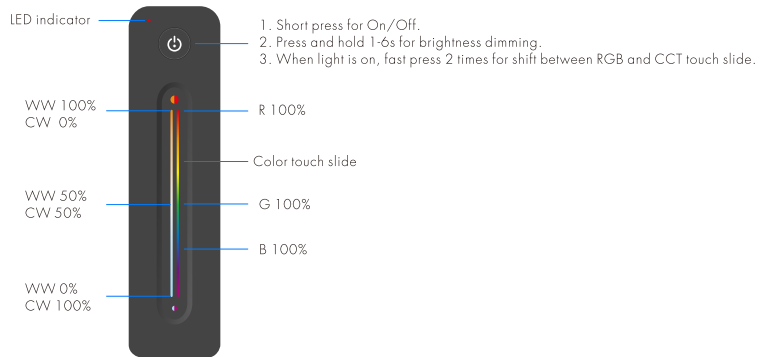 LED indicator
1. Short press for On/Off.
2. Press and hold 1-6s for brightness dimming.
3. When light is on, fast press 2 times for shift between RGB and CCT touch slide.
WW 100%
CW 0%
R 100%
Color touch slide
WW 50%
CW 50%
G 100%
B 100%
WW 0%
CW 100%